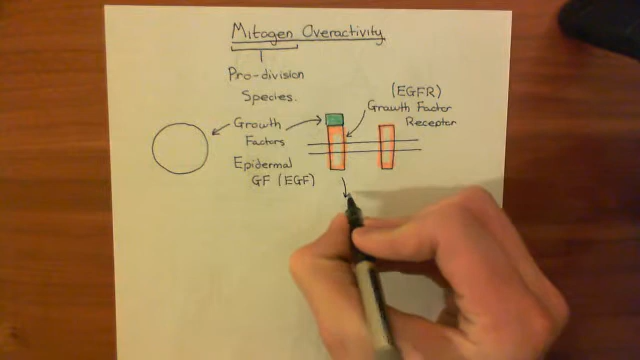 Mitogen Overactivity
Pro-division
Species.
(EGFR)
Growth Factor
Receptor
Growth
Factors
Epidermal
GF (EGF)